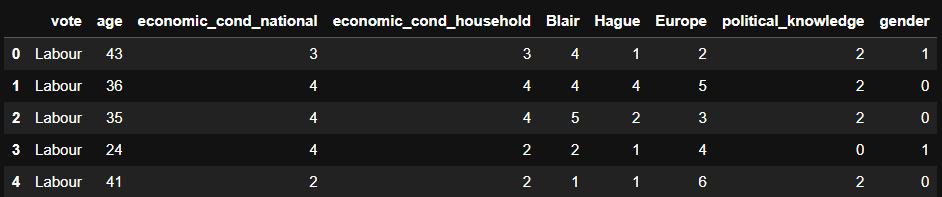 vote age economic_cond_national economic_cond_household Blair Hague Europe political_knowledge gender
0 Labour 43 3 3 4 1 2 2 1
1 Labour 36 4 4 4 4 5 2 0
2 Labour 35 4 4 5 2 3 2 0
3 Labour 24 4 2 2 1 4 0 1
4 Labour 41 2 2 1 1 6 2 0